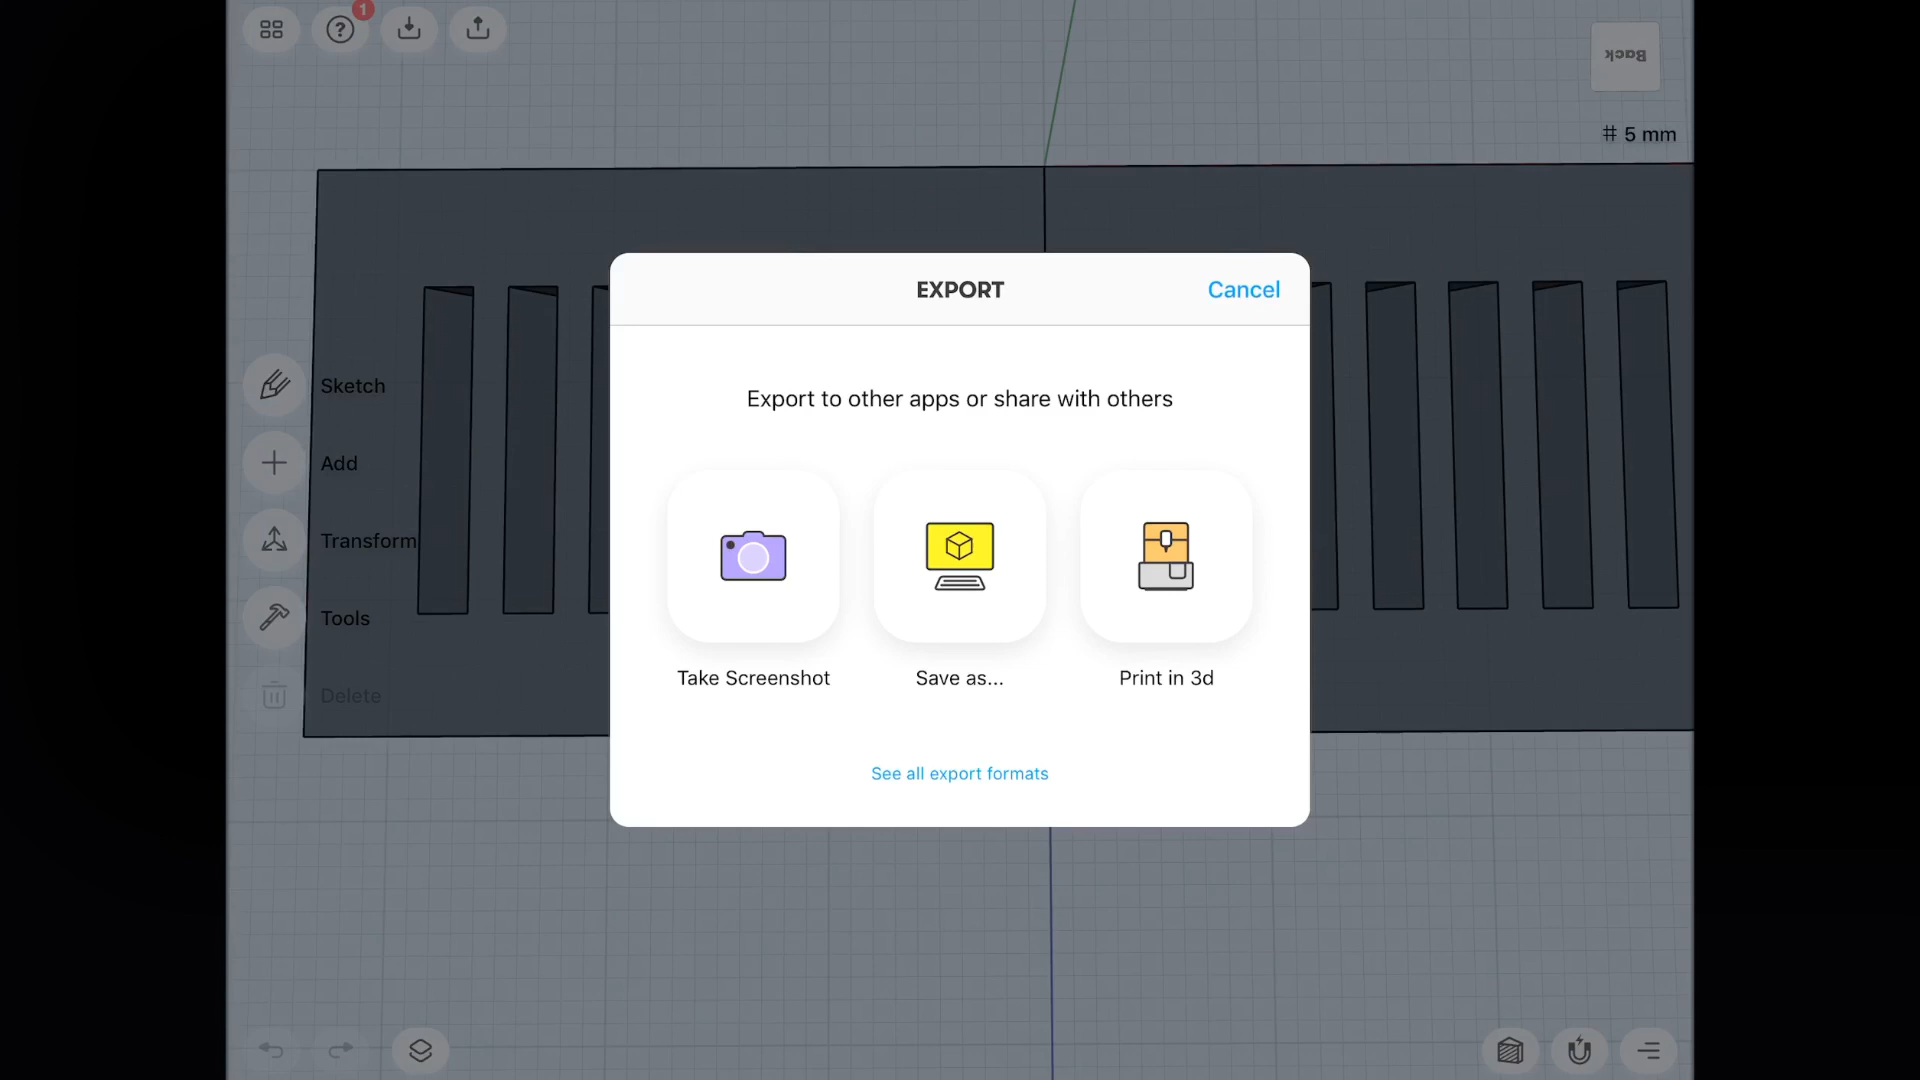 1
Back
5 mm
EXPORT
Cancel
Export to other apps or share with others
Sketch
Add
Transform
Tools
Delete
Take Screenshot
Save as...
Print in 3d
See all export formats